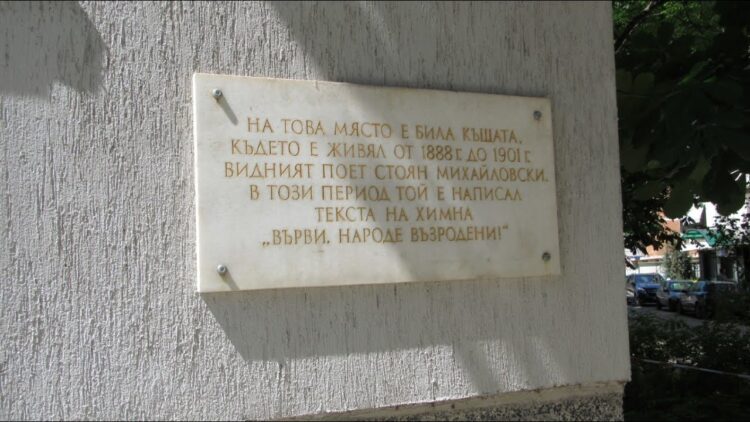 НА ТОВА МЯСТО Е БИЛА КЪЩАТА,
КЪДЕТО Е ЖИВЯЛ ОТ 1888 Г. ДО 1901 Г.
ВИДНИЯТ ПОЕТ СТОЯН МИХАЙЛОВСКИ.
В ТОЗИ ПЕРИОД ТОЙ Е НАПИСАЛ
ТЕКСТА НА ХИМНА
„ВЪРВИ, НАРОДЕ ВЪЗРОДЕНИ!“